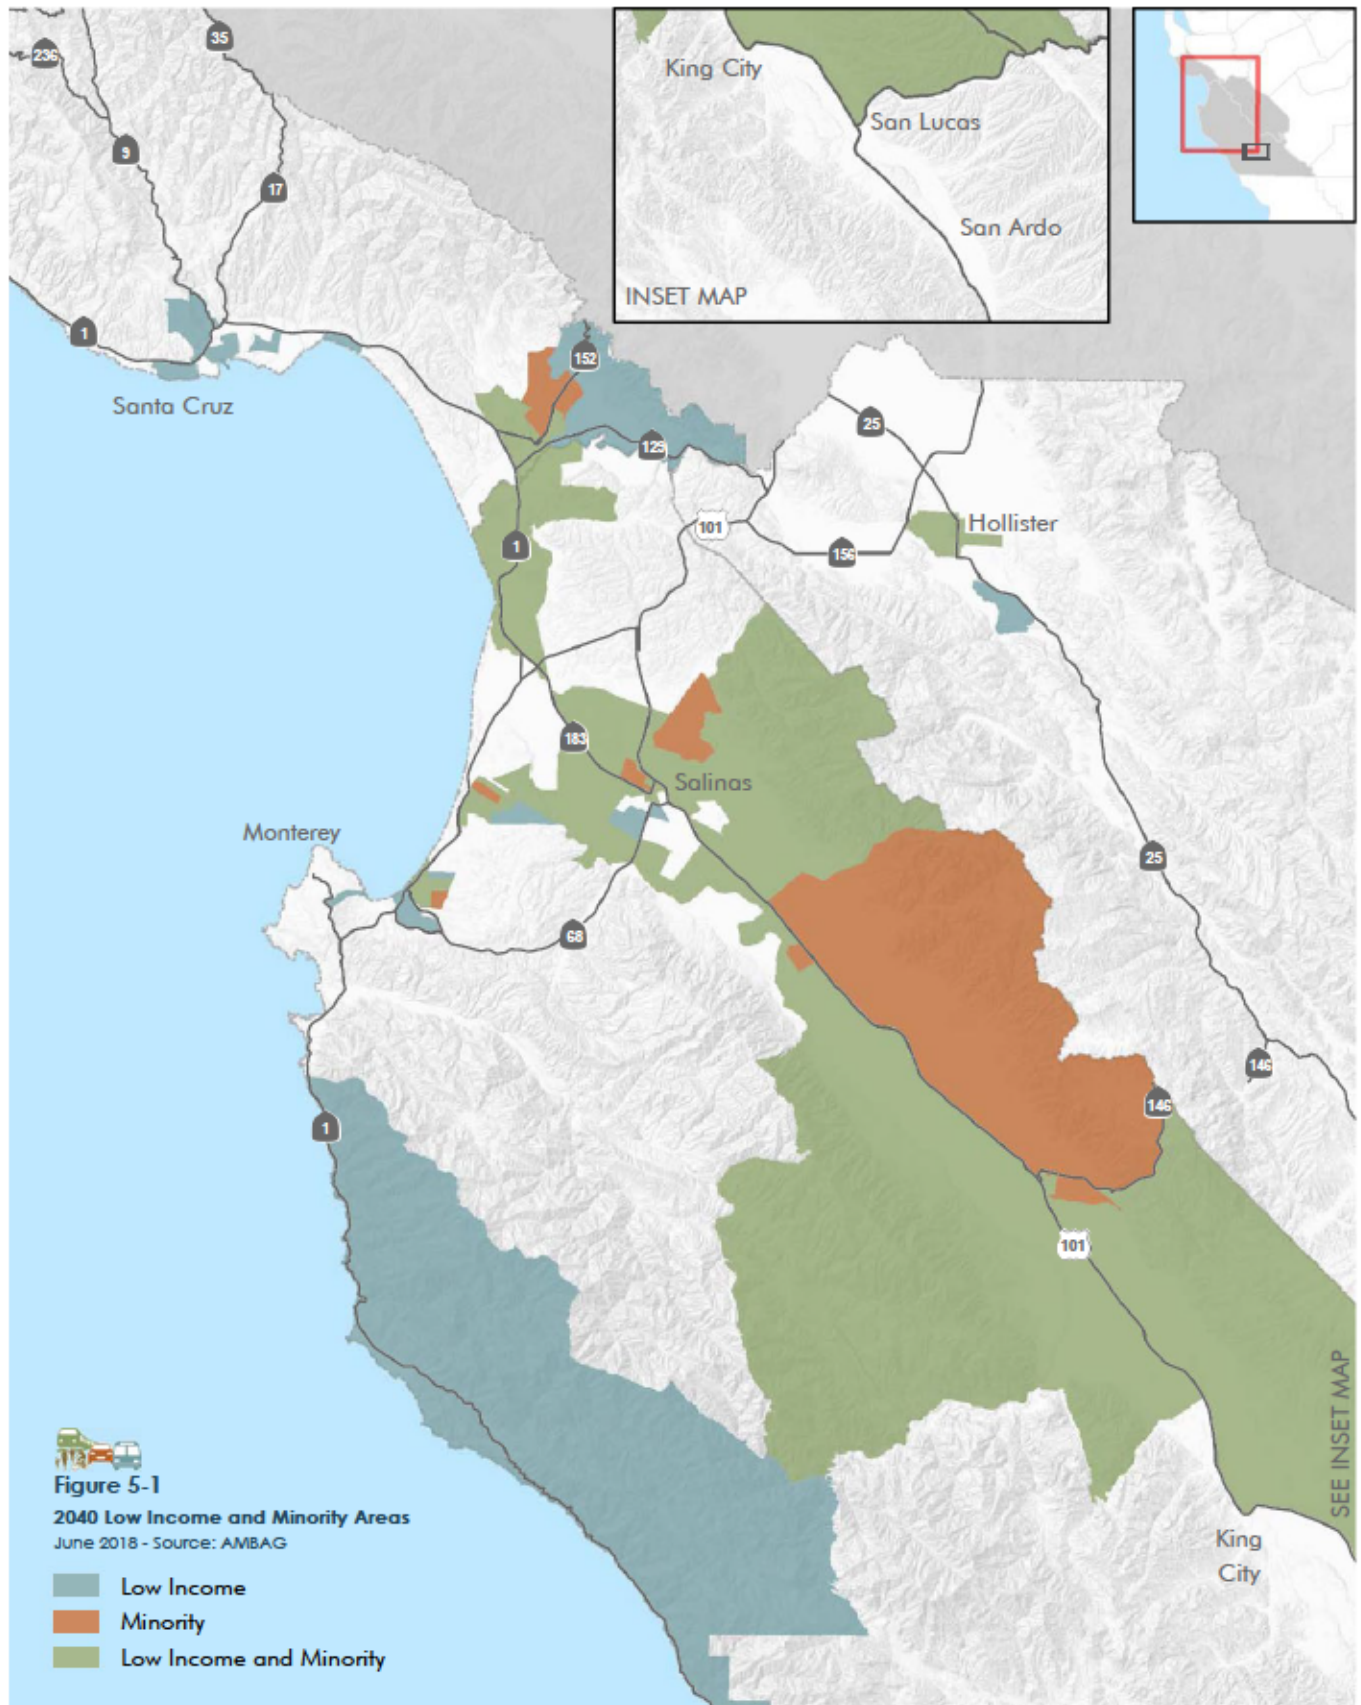 35
236
9
17
1
Santa Cruz
King City
San Lucas
San Ardo
INSET MAP
152
129
25
101
Hollister
1
156
183
Salinas
Monterey
25
68
146
146
1
101
SEE INSET MAP
King
City
Figure 5-1
2040 Low Income and Minority Areas
June 2018 - Source: AMBAG
Low Income
Minority
Low Income and Minority